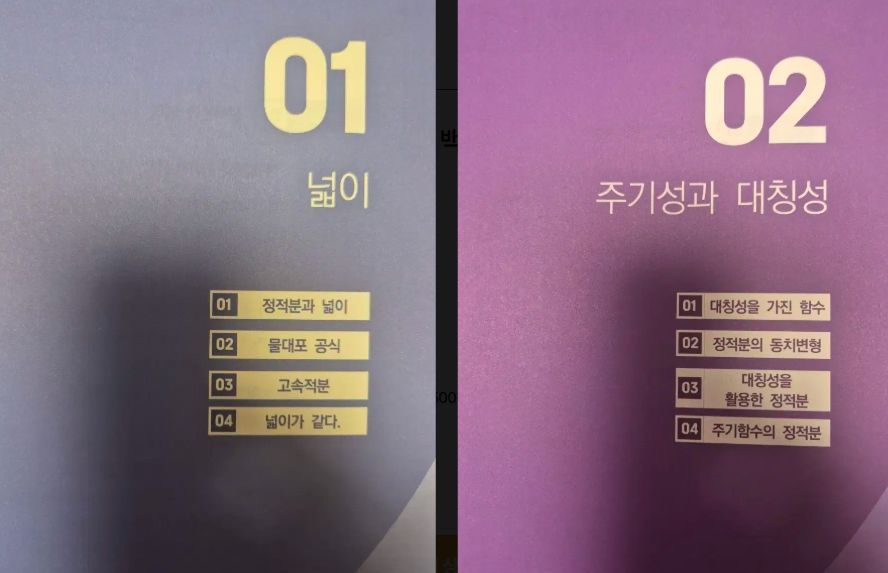 01
넓이
01 정적분과 넓이
02 물대포 공식
03 고속적분
04 넓이가 같다.
02
주기성과 대칭성
01 대칭성을 가진 함수
02 정적분의 동치변형
03 대칭성을
활용한 정적분
04 주기함수의 정적분